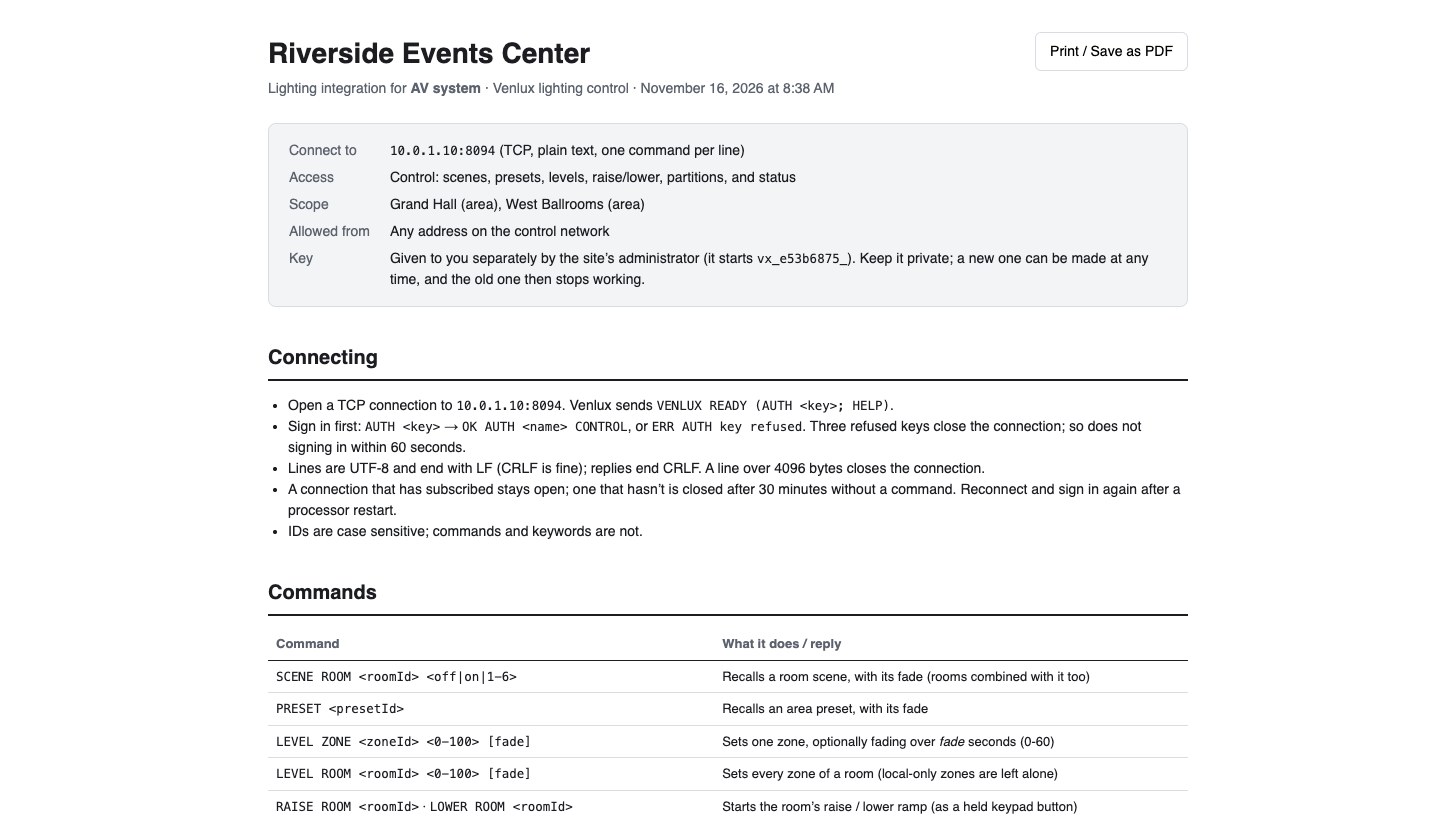 Riverside Events Center
Print / Save as PDF
Lighting integration for AV system · Venlux lighting control · November 16, 2026 at 8:38 AM
Connect to 10.0.1.10:8094 (TCP, plain text, one command per line)
Access Control: scenes, presets, levels, raise/lower, partitions, and status
Scope Grand Hall (area), West Ballrooms (area)
Allowed from Any address on the control network
Key Given to you separately by the site’s administrator (it starts vx_e53b6875_). Keep it private; a new one can be made at any
time, and the old one then stops working.
Connecting
• Open a TCP connection to 10.0.1.10:8094. Venlux sends VENLUX READY (AUTH <key>; HELP).
• Sign in first: AUTH <key> → OK AUTH <name> CONTROL, or ERR AUTH key refused. Three refused keys close the connection; so does not
signing in within 60 seconds.
• Lines are UTF-8 and end with LF (CRLF is fine); replies end CRLF. A line over 4096 bytes closes the connection.
• A connection that has subscribed stays open; one that hasn’t is closed after 30 minutes without a command. Reconnect and sign in again after a
processor restart.
• IDs are case sensitive; commands and keywords are not.
Commands
Command What it does / reply
SCENE ROOM <roomId> <off|on|1–6> Recalls a room scene, with its fade (rooms combined with it too)
PRESET <presetId> Recalls an area preset, with its fade
LEVEL ZONE <zoneId> <0–100> [fade] Sets one zone, optionally fading over fade seconds (0-60)
LEVEL ROOM <roomId> <0–100> [fade] Sets every zone of a room (local-only zones are left alone)
RAISE ROOM <roomId> · LOWER ROOM <roomId> Starts the room’s raise / lower ramp (as a held keypad button)